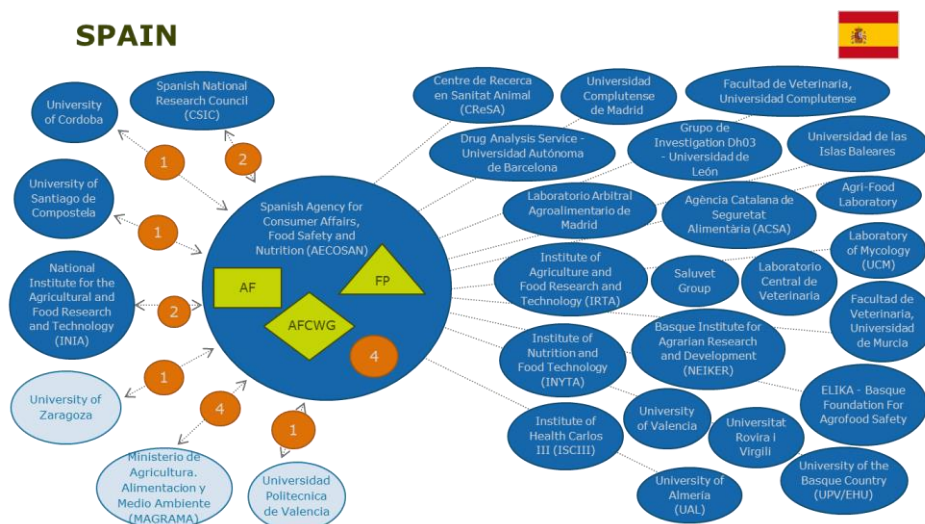 SPAIN
Spanish National
Research Council
(CSIC)
University
of Cordoba
1
2
University of
Santiago de
Compostela
1
National
Institute for the
Agricultural and
Food Research
and Technology
(INIA)
2
University of
Zaragoza
1
4
Ministerio de
Agricultura.
Alimentacion y
Medio Ambiente
(MAGRAMA)
1
Universidad
Politecnica
de Valencia
Spanish Agency for
Consumer Affairs,
Food Safety and
Nutrition (AECOSAN)
AF
FP
AFCWG
4
Centre de Recerca
en Sanitat Animal
(CReSA)
Universidad
Complutense
de Madrid
Facultad de Veterinaria,
Universidad Complutense
Drug Analysis Service -
Universidad Autónoma
de Barcelona
Grupo de
Investigation Dh03
- Universidad de
León
Universidad de las
Islas Baleares
Laboratorio Arbitral
Agroalimentario de
Madrid
Agència Catalana de
Seguretat
Alimentària (ACSA)
Agri-Food
Laboratory
Institute of
Agriculture and
Food Research and
Technology (IRTA)
Saluvet
Group
Laboratorio
Central de
Veterinaria
Laboratory
of Mycology
(UCM)
Institute of
Nutrition and
Food Technology
(INYTA)
Basque Institute for
Agrarian Research
and Development
(NEIKER)
Facultad de
Veterinaria,
Universidad
de Murcia
Institute of
Health Carlos
III (ISCIII)
University
of Valencia
Universitat
Rovira i
Virgili
ELIKA - Basque
Foundation For
Agrofood Safety
University of
Almeria
(UAL)
University of the
Basque Country
(UPV/EHU)